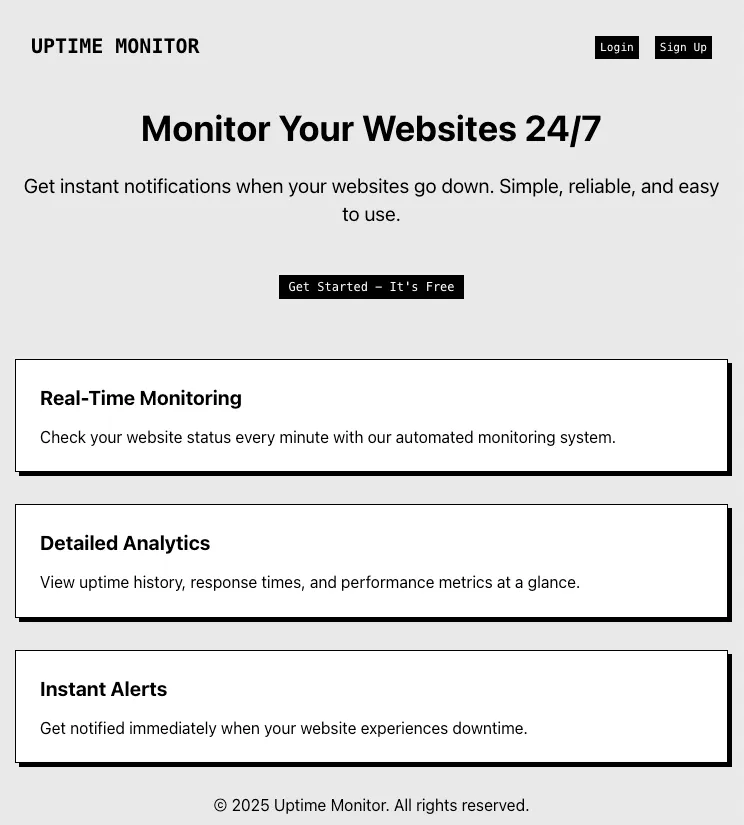 UPTIME MONITOR
Login
Sign Up
Monitor Your Websites 24/7
Get instant notifications when your websites go down. Simple, reliable, and easy
to use.
Get Started – It's Free
Real-Time Monitoring
Check your website status every minute with our automated monitoring system.
Detailed Analytics
View uptime history, response times, and performance metrics at a glance.
Instant Alerts
Get notified immediately when your website experiences downtime.
© 2025 Uptime Monitor. All rights reserved.